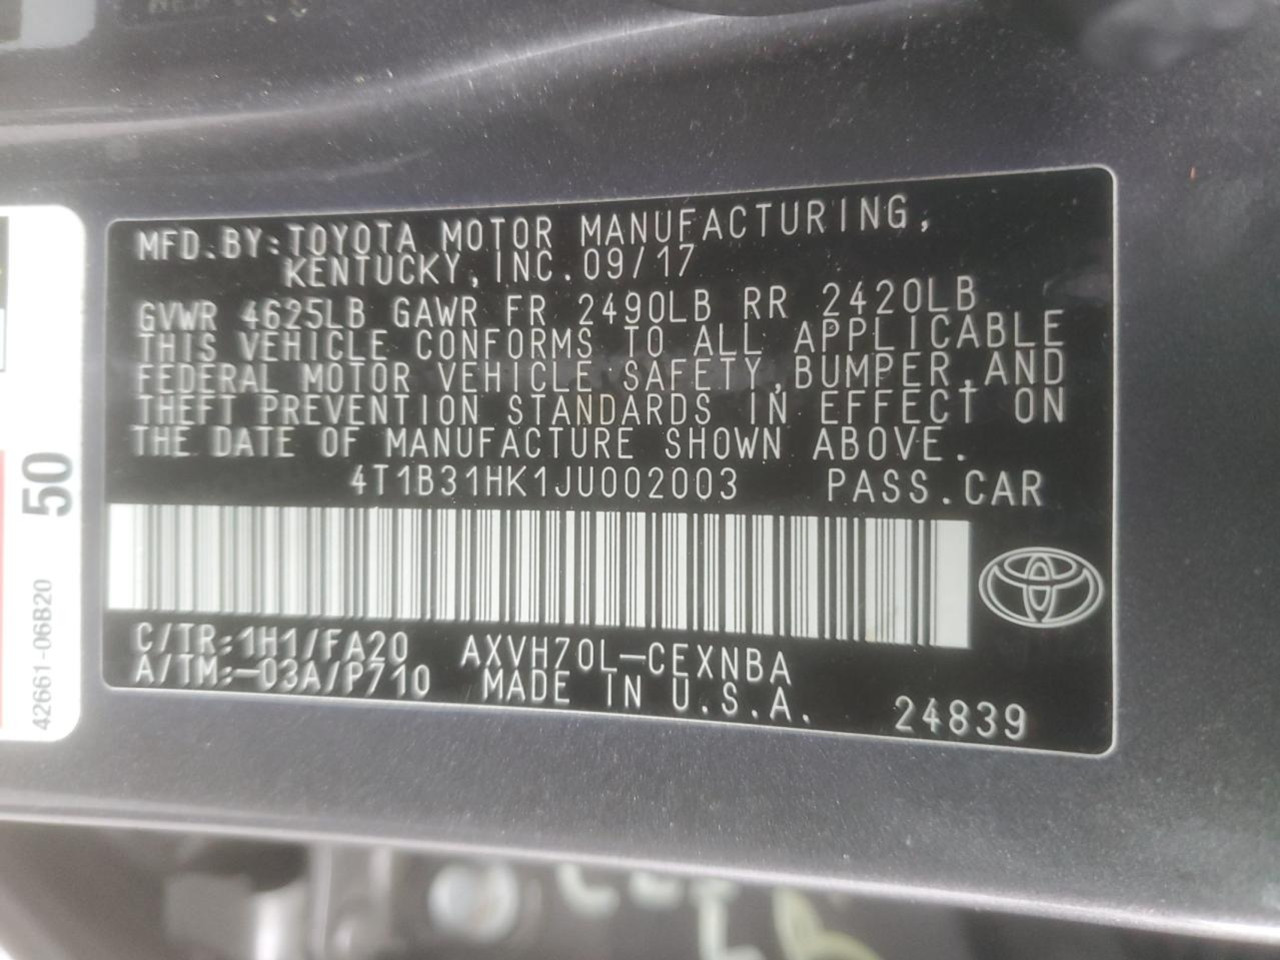 MFD.BY:TOYOTA MOTOR MANUFACTURING,
KENTUCKY, INC. 09/17
GVWR 4625LB GAWR FR 2490LB RR 2420LB
THIS VEHICLE CONFORMS TO ALL APPLICABLE
FEDERAL MOTOR VEHICLE SAFETY,BUMPER,AND
THEFT PREVENTION STANDARDS IN EFFECT ON
THE DATE OF MANUFACTURE SHOWN ABOVE.
4T1B31HK1JU002003 PASS.CAR
C/TR:1H1/FA20 AXVH70L-CEXNBA
A/TM:-03A/P710 MADE IN U.S.A. 24839
50
42661-06B20